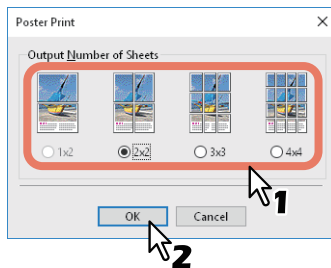 Poster Print
Output Number of Sheets
1x2 2x2 3x3 4x4
1
OK Cancel
2